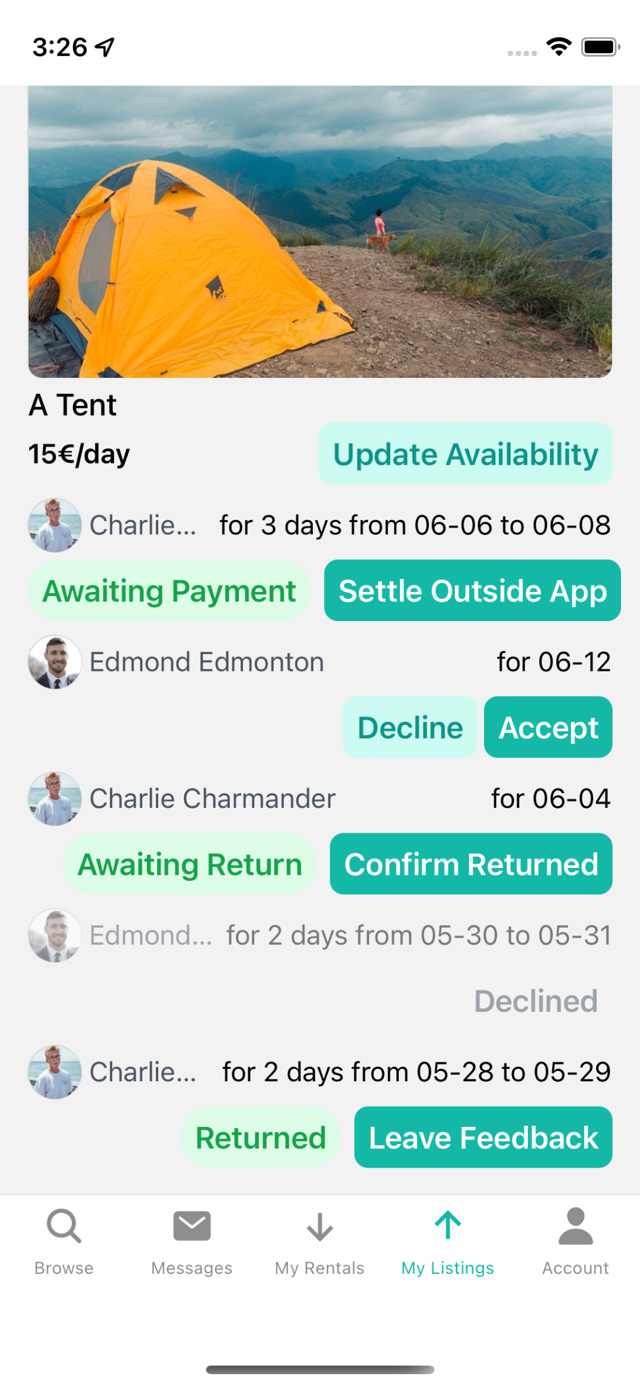 3:26
A Tent
15€/day Update Availability
Charlie... for 3 days from 06-06 to 06-08
Awaiting Payment Settle Outside App
Edmond Edmonton for 06-12
Decline Accept
Charlie Charmander for 06-04
Awaiting Return Confirm Returned
Edmond... for 2 days from 05-30 to 05-31
Declined
Charlie... for 2 days from 05-28 to 05-29
Returned Leave Feedback
Browse Messages My Rentals My Listings Account